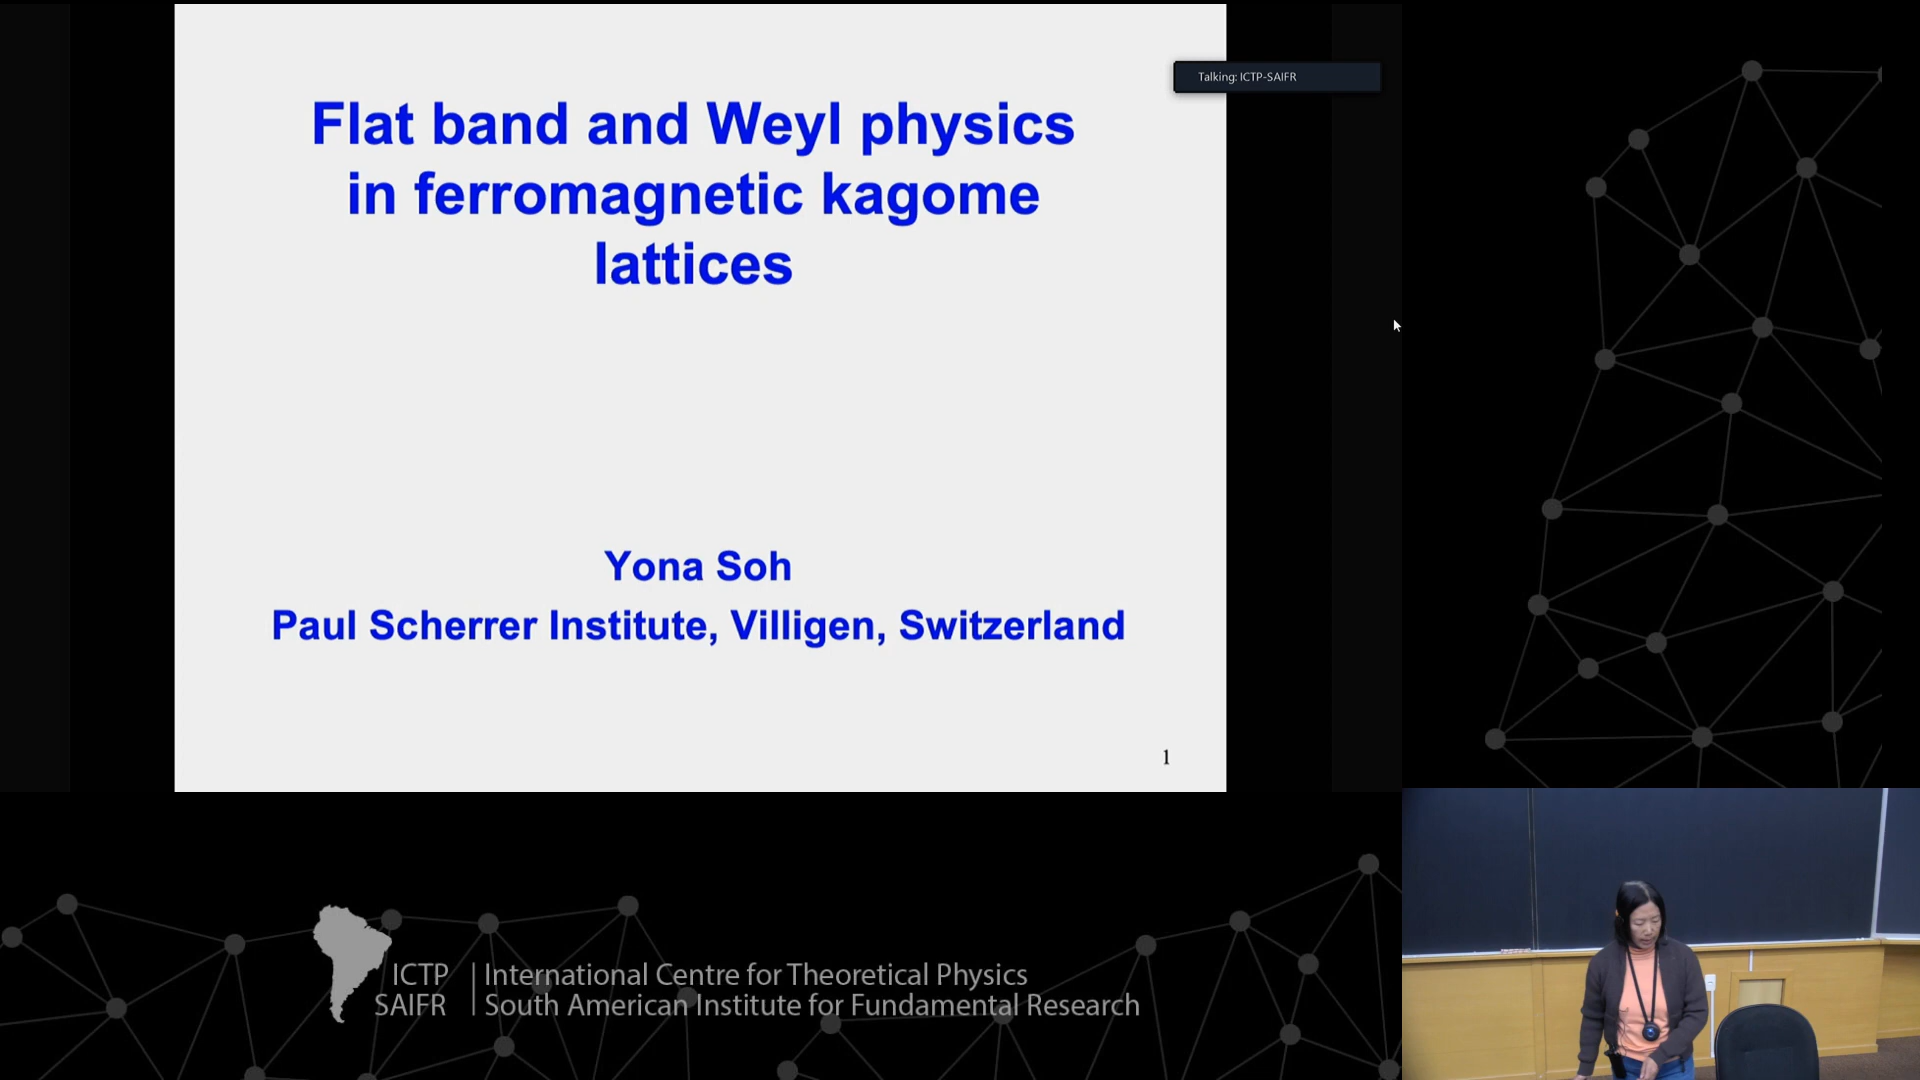 Flat band and Weyl physics
in ferromagnetic kagome
lattices
Talking: ICTP-SAIFR
Yona Soh
Paul Scherrer Institute, Villigen, Switzerland
1
ICTP | International Centre for Theoretical Physics
SAIFR | South American Institute for Fundamental Research